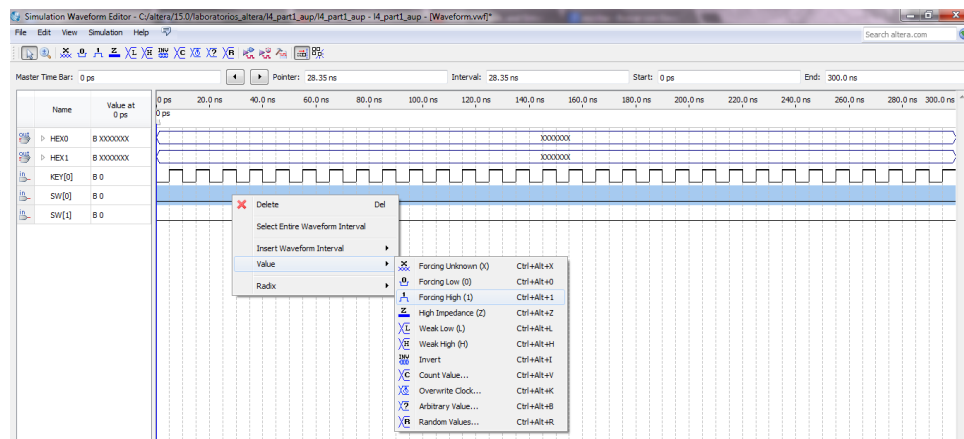 Simulation Waveform Editor - C:/altera/15.0/laboratorios_altera/l4_part1_aup/l4_part1_aup - l4_part1_aup - [Waveform.vwf]*
File Edit View Simulation Help Search altera.com
Master Time Bar: 0 ps Pointer: 28.35 ns Interval: 28.35 ns Start: 0 ps End: 300.0 ns
Name Value at 0 ps
0 ps 20.0 ns 40.0 ns 60.0 ns 80.0 ns 100.0 ns 120.0 ns 140.0 ns 160.0 ns 180.0 ns 200.0 ns 220.0 ns 240.0 ns 260.0 ns 280.0 ns 300.0 ns
0 ps
out HEX0 B XXXXXXX XXXXXXX
out HEX1 B XXXXXXX XXXXXXX
in KEY[0] B 0
in SW[0] B 0
in SW[1] B 0
Delete Del
Select Entire Waveform Interval
Insert Waveform Interval
Value
Radix
Forcing Unknown (X) Ctrl+Alt+X
Forcing Low (0) Ctrl+Alt+0
Forcing High (1) Ctrl+Alt+1
High Impedance (Z) Ctrl+Alt+Z
Weak Low (L) Ctrl+Alt+L
Weak High (H) Ctrl+Alt+H
Invert Ctrl+Alt+I
Count Value... Ctrl+Alt+V
Overwrite Clock... Ctrl+Alt+K
Arbitrary Value... Ctrl+Alt+B
Random Values... Ctrl+Alt+R